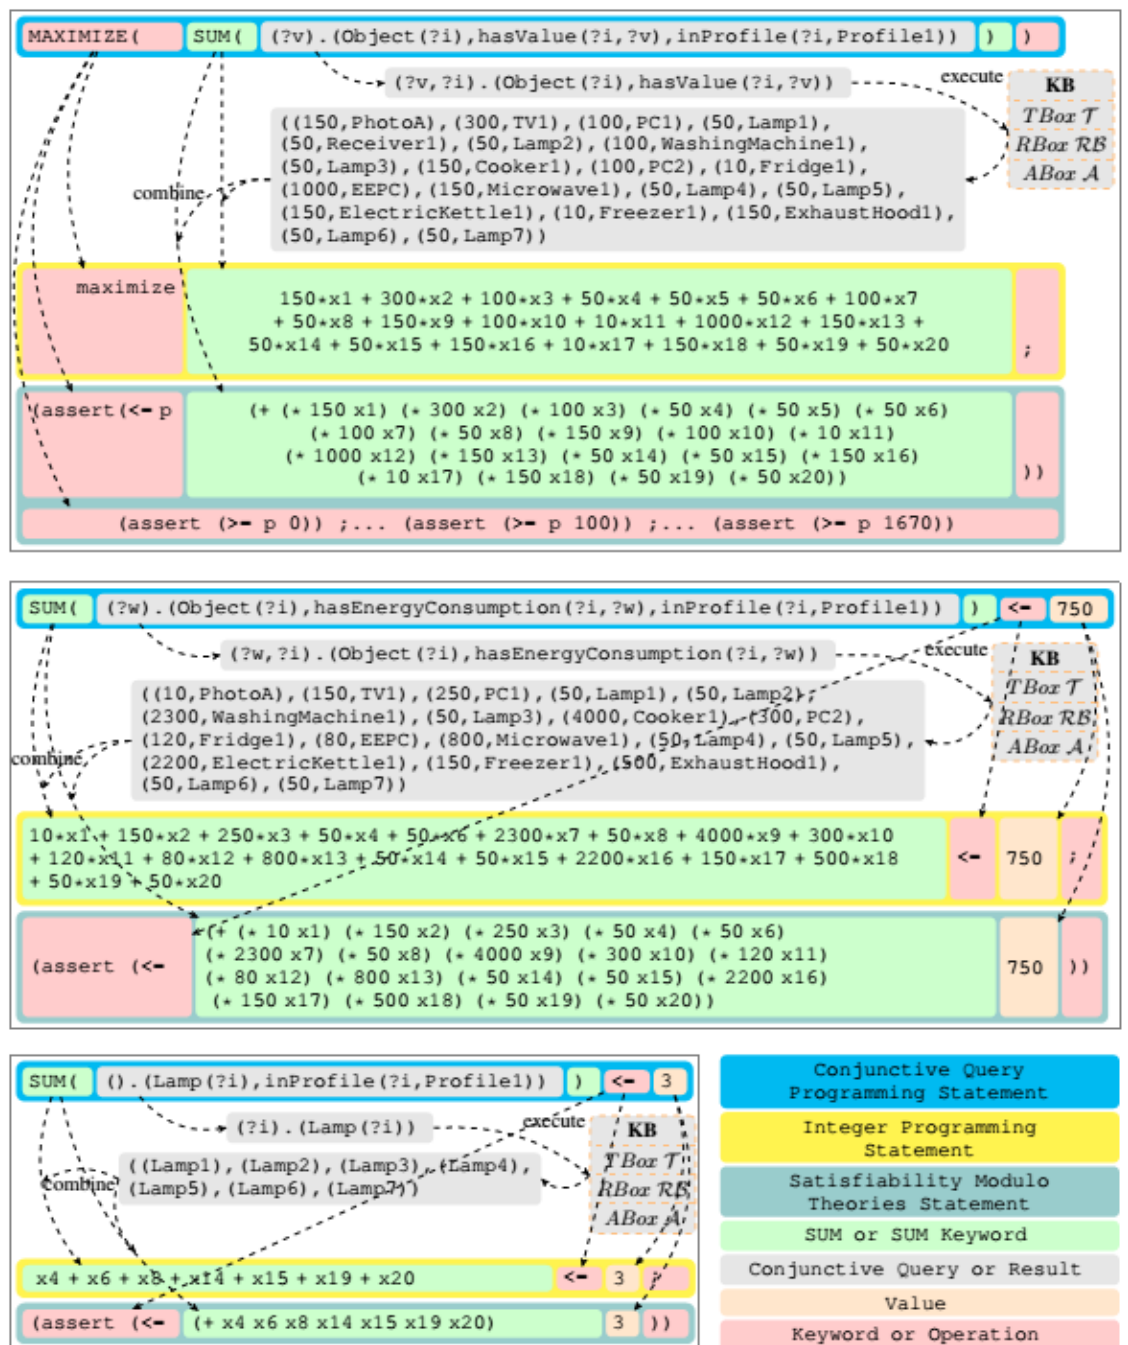 MAXIMIZE( SUM( (?v).(Object(?i),hasValue(?i,?v),inProfile(?i,Profile1)) ) )
(?v,?i).(Object(?i),hasValue(?i,?v))
execute
KB
TBox T
RBox RB
ABox A
((150,PhotoA),(300,TV1),(100,PC1),(50,Lamp1),
(50,Receiver1),(50,Lamp2),(100,WashingMachine1),
(50,Lamp3),(150,Cooker1),(100,PC2),(10,Fridge1),
(1000,EEPC),(150,Microwave1),(50,Lamp4),(50,Lamp5),
(150,ElectricKettle1),(10,Freezer1),(150,ExhaustHood1),
(50,Lamp6),(50,Lamp7))
combine
maximize
150*x1 + 300*x2 + 100*x3 + 50*x4 + 50*x5 + 50*x6 + 100*x7
+ 50*x8 + 150*x9 + 100*x10 + 10*x11 + 1000*x12 + 150*x13 +
50*x14 + 50*x15 + 150*x16 + 10*x17 + 150*x18 + 50*x19 + 50*x20
;
(assert(<= p (+ (* 150 x1) (* 300 x2) (* 100 x3) (* 50 x4) (* 50 x5) (* 50 x6)
(* 100 x7) (* 50 x8) (* 150 x9) (* 100 x10) (* 10 x11)
(* 1000 x12) (* 150 x13) (* 50 x14) (* 50 x15) (* 150 x16)
(* 10 x17) (* 150 x18) (* 50 x19) (* 50 x20))
))
(assert (>= p 0)) ;... (assert (>= p 100)) ;... (assert (>= p 1670))
SUM( (?w).(Object(?i),hasEnergyConsumption(?i,?w),inProfile(?i,Profile1)) ) <= 750
(?w,?i).(Object(?i),hasEnergyConsumption(?i,?w))
execute
KB
TBox T
RBox RB
ABox A
((10,PhotoA),(150,TV1),(250,PC1),(50,Lamp1),(50,Lamp2),
(2300,WashingMachine1),(50,Lamp3),(4000,Cooker1),(300,PC2),
(120,Fridge1),(80,EEPC),(800,Microwave1),(50,Lamp4),(50,Lamp5),
(2200,ElectricKettle1),(150,Freezer1),(500,ExhaustHood1),
(50,Lamp6),(50,Lamp7))
combine
10*x1 + 150*x2 + 250*x3 + 50*x4 + 50*x6 + 2300*x7 + 50*x8 + 4000*x9 + 300*x10
+ 120*x11 + 80*x12 + 800*x13 + 50*x14 + 50*x15 + 2200*x16 + 150*x17 + 500*x18
+ 50*x19 + 50*x20
<= 750 ;
(+ (* 10 x1) (* 150 x2) (* 250 x3) (* 50 x4) (* 50 x6)
(* 2300 x7) (* 50 x8) (* 4000 x9) (* 300 x10) (* 120 x11)
(assert (<= (* 80 x12) (* 800 x13) (* 50 x14) (* 50 x15) (* 2200 x16) 750 ))
(* 150 x17) (* 500 x18) (* 50 x19) (* 50 x20))
SUM( ().(Lamp(?i),inProfile(?i,Profile1)) ) <= 3
(?i).(Lamp(?i))
execute
KB
TBox T
RBox RB
ABox A
((Lamp1),(Lamp2),(Lamp3),(Lamp4),
(Lamp5),(Lamp6),(Lamp7))
combine
x4 + x6 + x8 + x14 + x15 + x19 + x20 <= 3 ;
(assert (<= (+ x4 x6 x8 x14 x15 x19 x20) 3 ))
Conjunctive Query
Programming Statement
Integer Programming
Statement
Satisfiability Modulo
Theories Statement
SUM or SUM Keyword
Conjunctive Query or Result
Value
Keyword or Operation